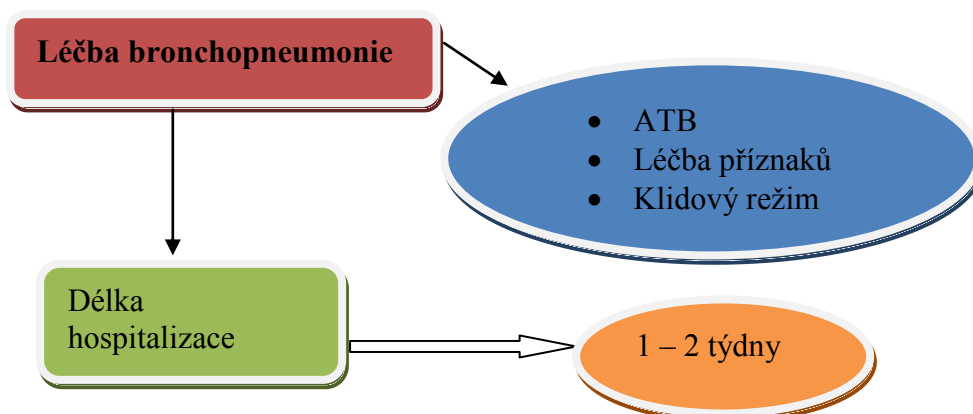 Léčba bronchopneumonie
• ATB
• Léčba příznaků
• Klidový režim
Délka
hospitalizace
1 – 2 týdny